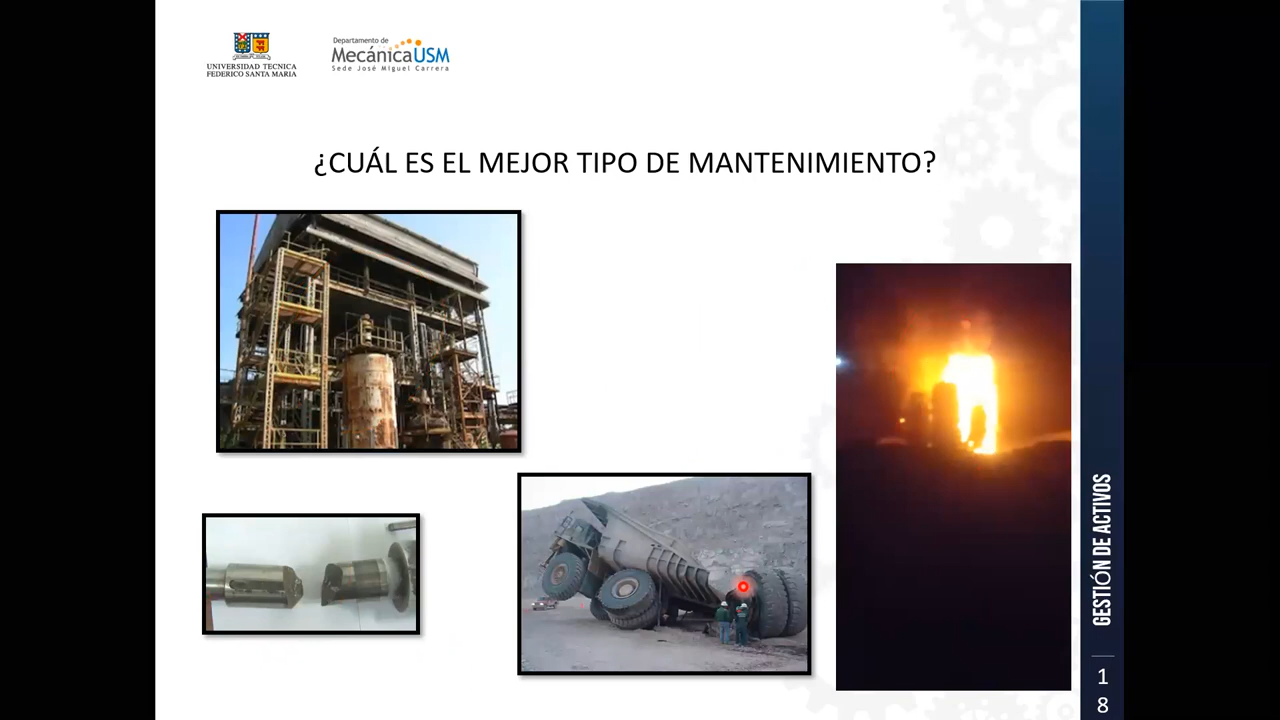 UNIVERSIDAD TECNICA
FEDERICO SANTA MARIA
Departamento de
MecánicaUSM
Sede José Miguel Carrera
¿CUÁL ES EL MEJOR TIPO DE MANTENIMIENTO?
GESTIÓN DE ACTIVOS
1
8